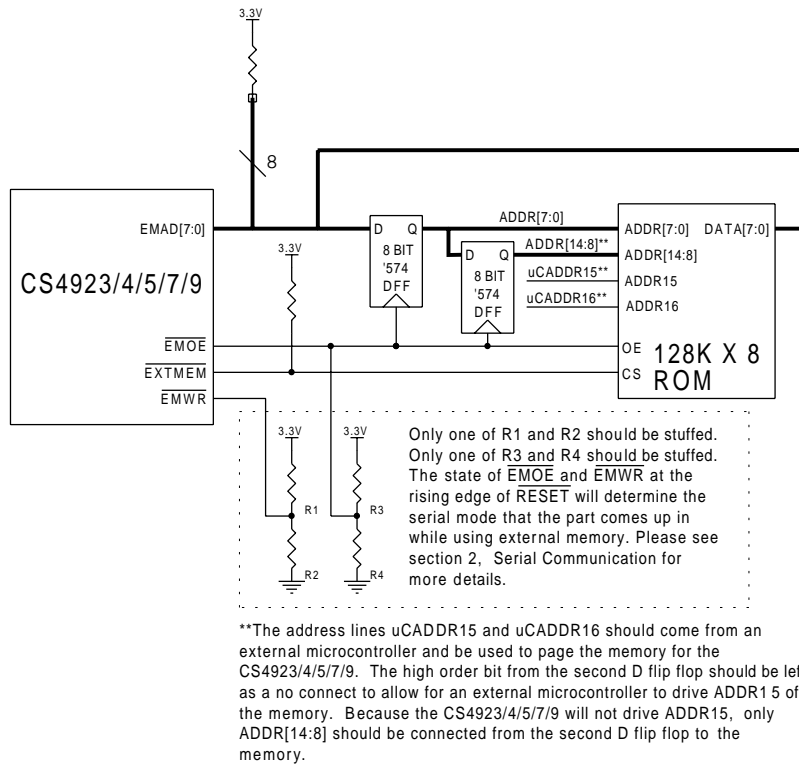 3.3V
8
EMAD[7:0]
CS4923/4/5/7/9
3.3V
EMOE
EXTMEM
EMWR
D Q
8 BIT
'574
DFF
ADDR[7:0]
D Q
8 BIT
'574
DFF
ADDR[14:8]**
uCADDR15**
uCADDR16**
ADDR[7:0] DATA[7:0]
ADDR[14:8]
ADDR15
ADDR16
OE
CS
128K X 8
ROM
3.3V
3.3V
R1
R2
R3
R4
Only one of R1 and R2 should be stuffed.
Only one of R3 and R4 should be stuffed.
The state of EMOE and EMWR at the
rising edge of RESET will determine the
serial mode that the part comes up in
while using external memory. Please see
section 2, Serial Communication for
more details.
**The address lines uCADDR15 and uCADDR16 should come from an
external microcontroller and be used to page the memory for the
CS4923/4/5/7/9. The high order bit from the second D flip flop should be lef
as a no connect to allow for an external microcontroller to drive ADDR1 5 of
the memory. Because the CS4923/4/5/7/9 will not drive ADDR15, only
ADDR[14:8] should be connected from the second D flip flop to the
memory.